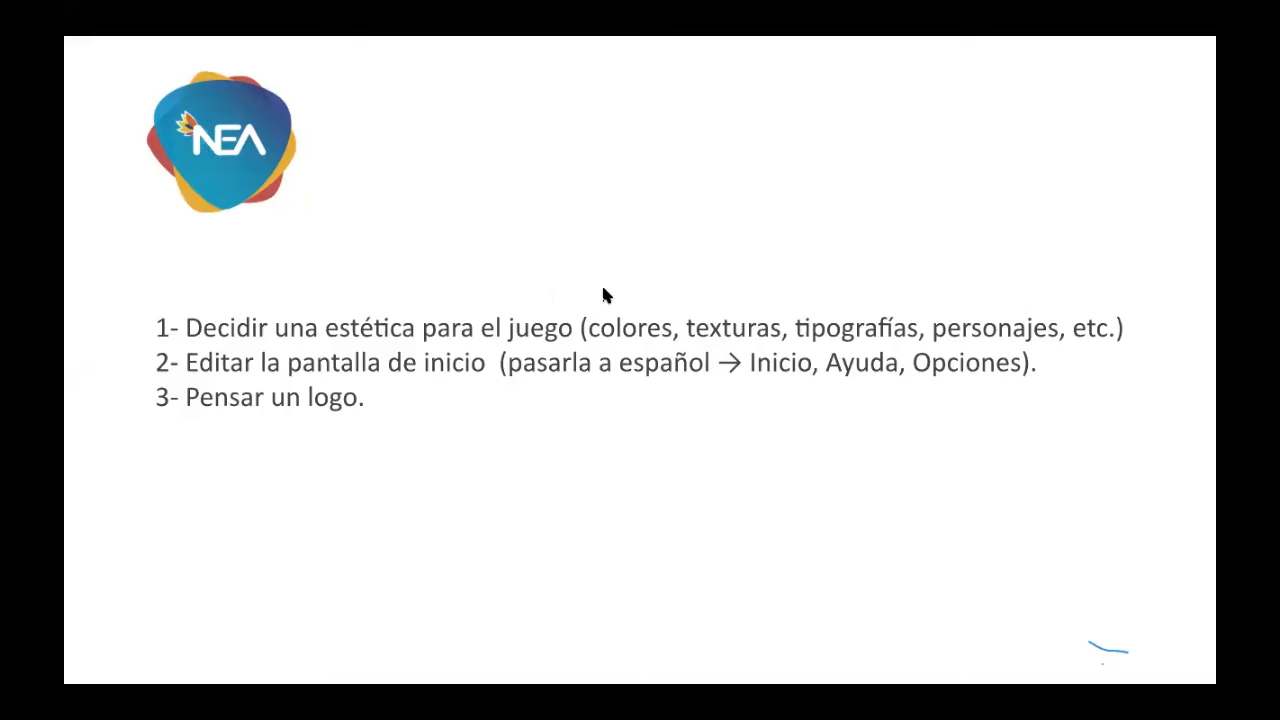 NEA
1- Decidir una estética para el juego (colores, texturas, tipografías, personajes, etc.)
2- Editar la pantalla de inicio  (pasarla a español → Inicio, Ayuda, Opciones).
3- Pensar un logo.